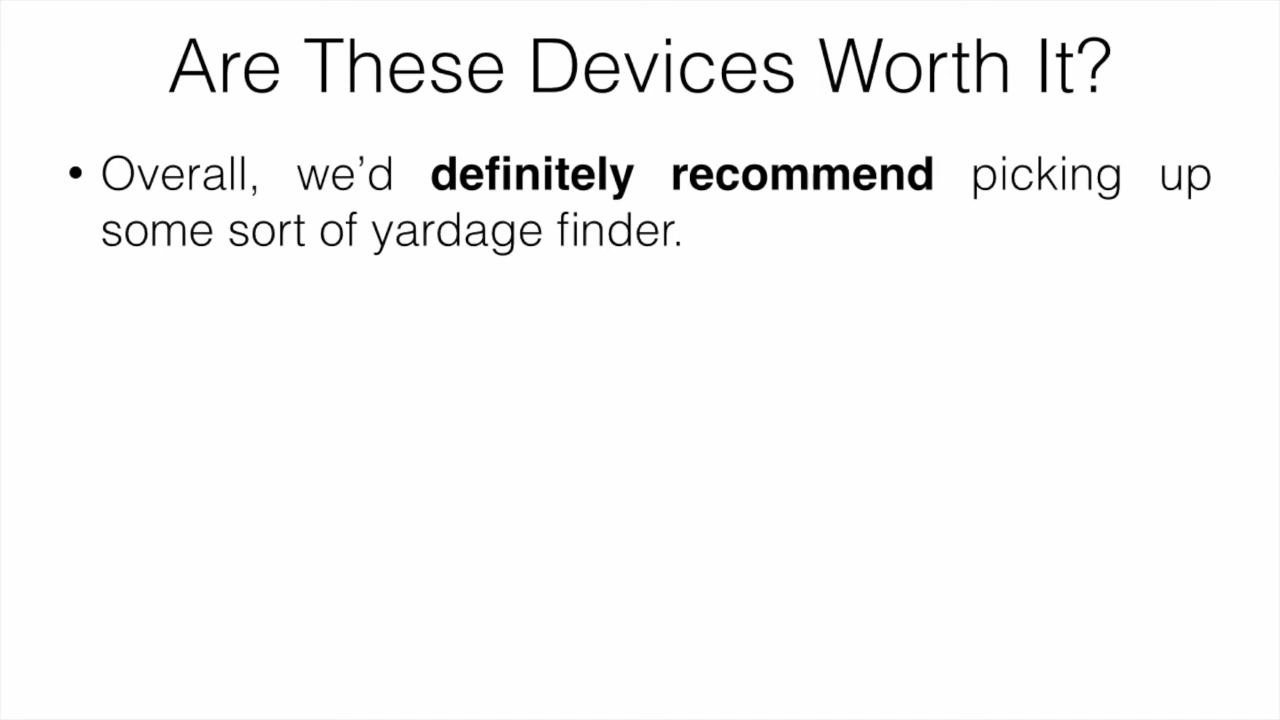 Are These Devices Worth It?
• Overall, we’d definitely recommend picking up
some sort of yardage finder.